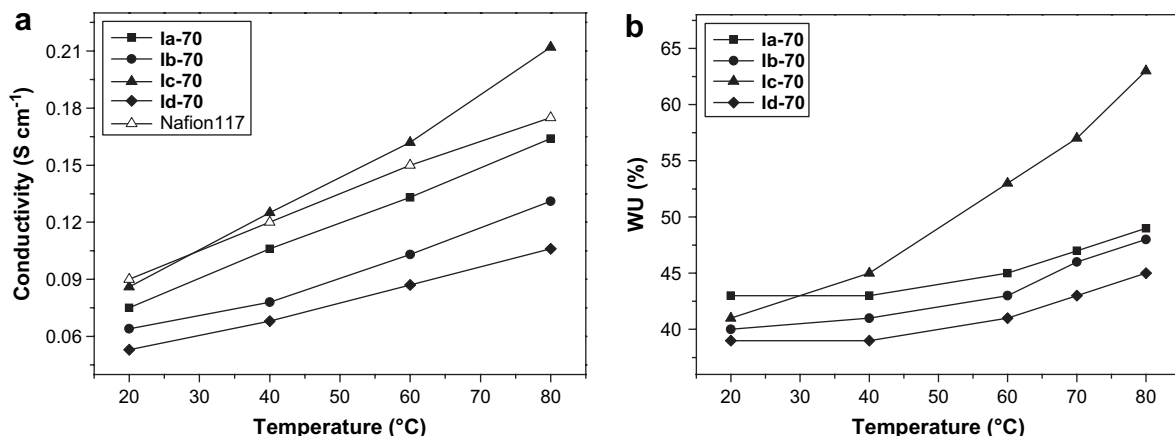 a
Ia-70
Ib-70
Ic-70
Id-70
Nafion117
0.21
0.18
0.15
0.12
0.09
0.06
Conductivity (S cm⁻¹)
20 30 40 50 60 70 80
Temperature (°C)
b
Ia-70
Ib-70
Ic-70
Id-70
65
60
55
50
45
40
WU (%)
20 30 40 50 60 70 80
Temperature (°C)